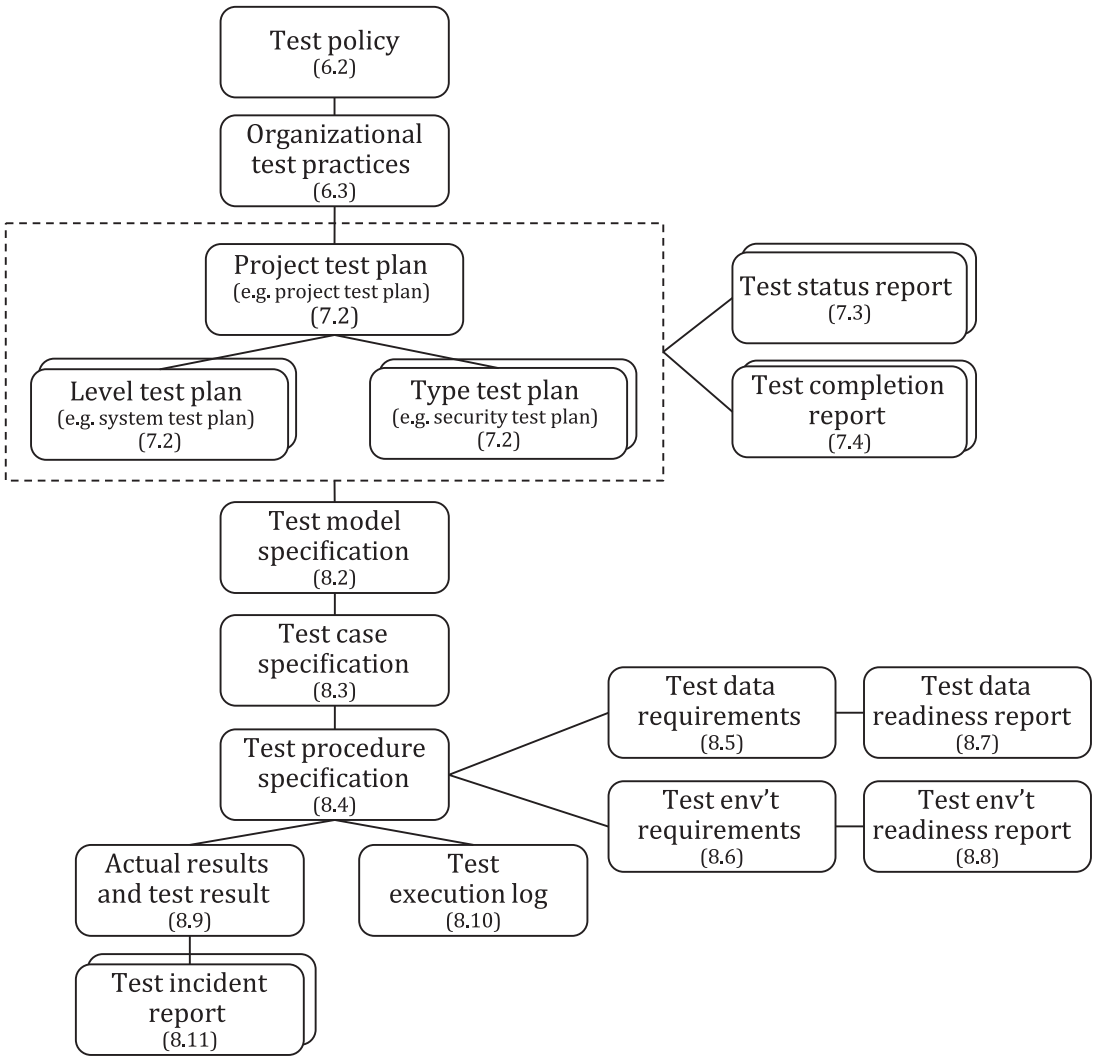 Test policy
(6.2)
Organizational
test practices
(6.3)
Project test plan
(e.g. project test plan)
(7.2)
Level test plan
(e.g. system test plan)
(7.2)
Type test plan
(e.g. security test plan)
(7.2)
Test status report
(7.3)
Test completion
report
(7.4)
Test model
specification
(8.2)
Test case
specification
(8.3)
Test procedure
specification
(8.4)
Test data
requirements
(8.5)
Test data
readiness report
(8.7)
Test env't
requirements
(8.6)
Test env't
readiness report
(8.8)
Actual results
and test result
(8.9)
Test
execution log
(8.10)
Test incident
report
(8.11)